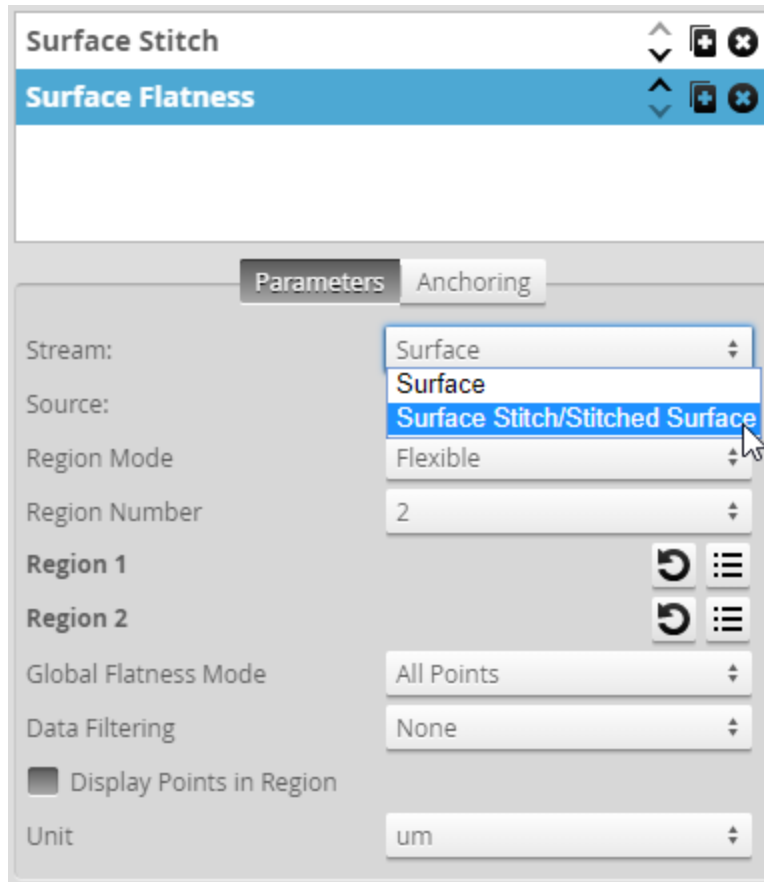 Surface Stitch
Surface Flatness
Parameters Anchoring
Stream: Surface
Surface
Source:
Surface Stitch/Stitched Surface
Region Mode Flexible
Region Number 2
Region 1
Region 2
Global Flatness Mode All Points
Data Filtering None
Display Points in Region
Unit um